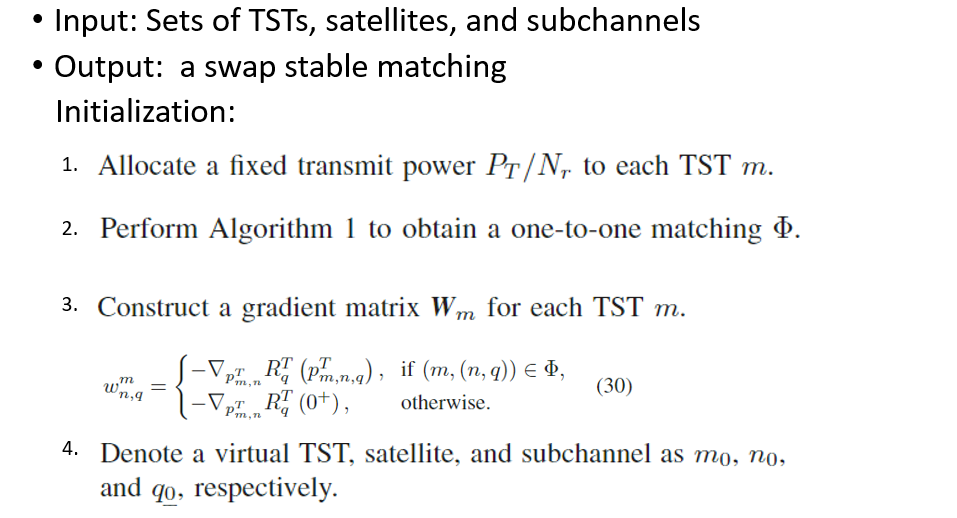 • Input: Sets of TSTs, satellites, and subchannels
• Output: a swap stable matching
Initialization:
1. Allocate a fixed transmit power $P_T/N_r$ to each TST $m$.
2. Perform Algorithm 1 to obtain a one-to-one matching $\Phi$.
3. Construct a gradient matrix $\boldsymbol{W}_m$ for each TST $m$.
$w_{n,q}^{m} = \begin{cases} -\nabla_{p_{m,n}^{T}} R_q^T \left(p_{m,n,q}^{T}\right), & \text{if } (m,(n,q)) \in \Phi, \\ -\nabla_{p_{m,n}^{T}} R_q^T \left(0^+\right), & \text{otherwise.} \end{cases}$ (30)
4. Denote a virtual TST, satellite, and subchannel as $m_0$, $n_0$,
and $q_0$, respectively.